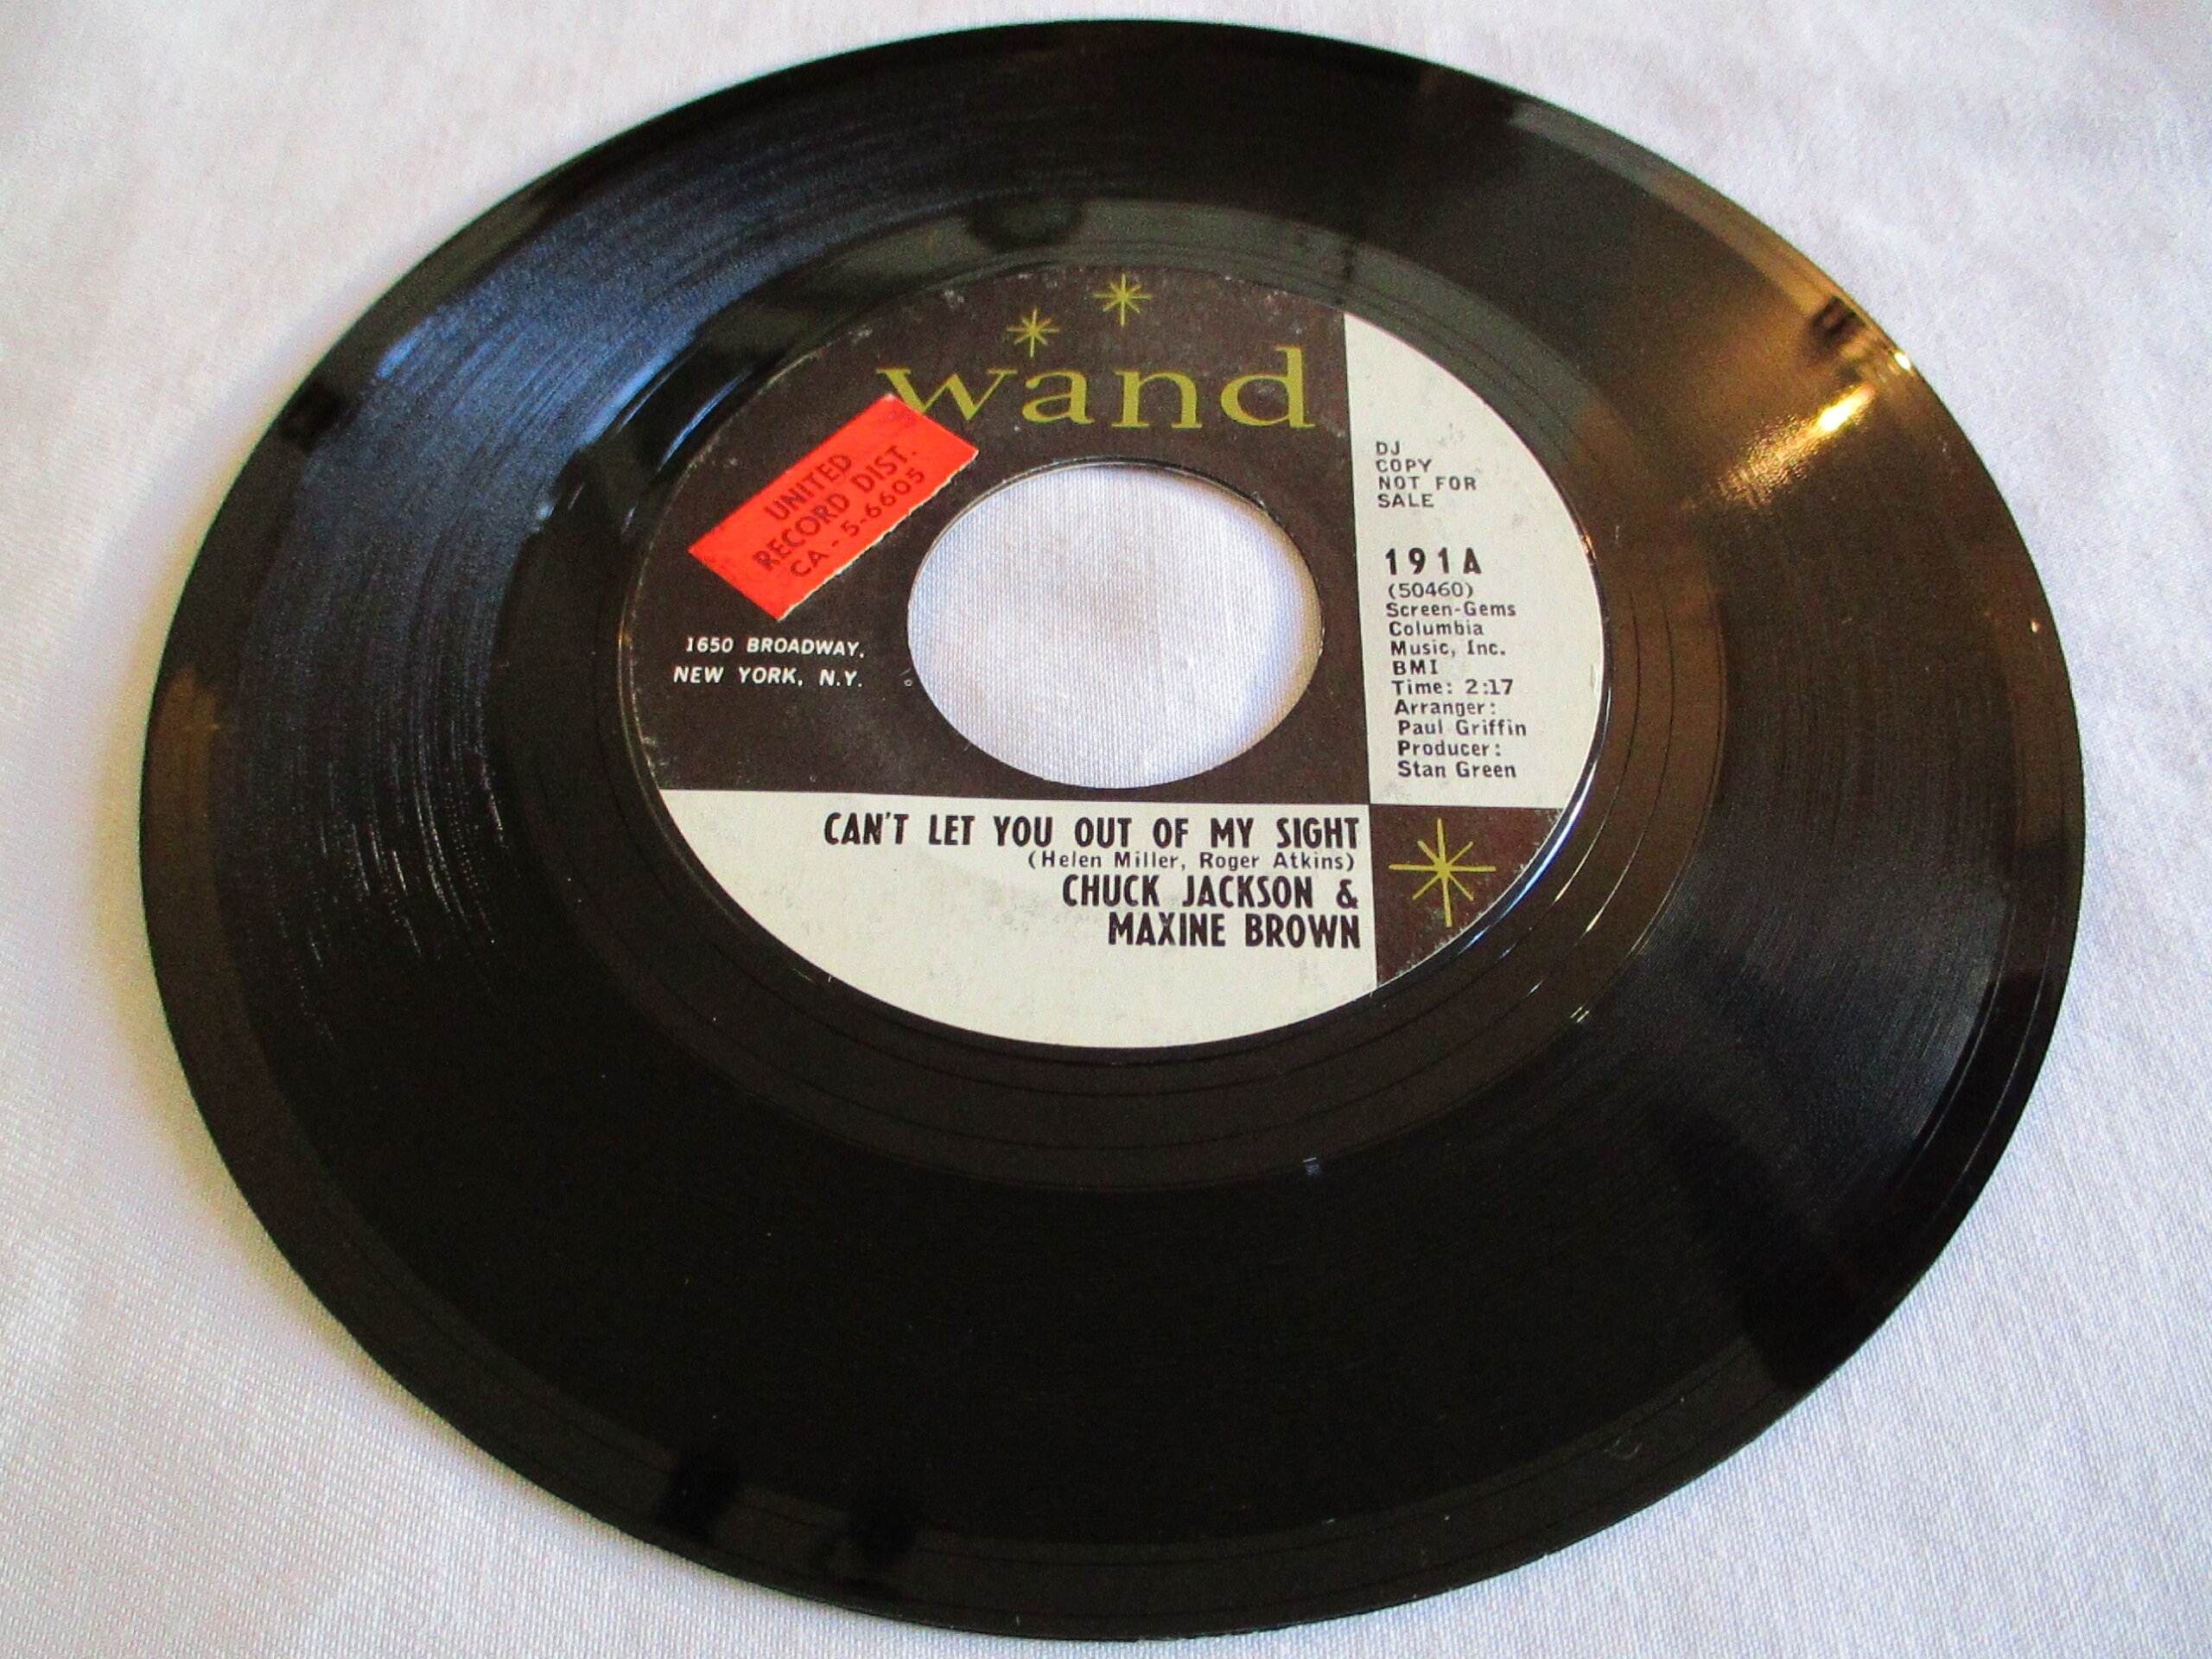 wand
UNITED
RECORD DIST.
CA - 5-6605
1650 BROADWAY,
NEW YORK, N.Y.
DJ
COPY
NOT FOR
SALE
191A
(50460)
Screen-Gems
Columbia
Music, Inc.
BMI
Time: 2:17
Arranger:
Paul Griffin
Producer:
Stan Green
CAN'T LET YOU OUT OF MY SIGHT
(Helen Miller, Roger Atkins)
CHUCK JACKSON &
MAXINE BROWN